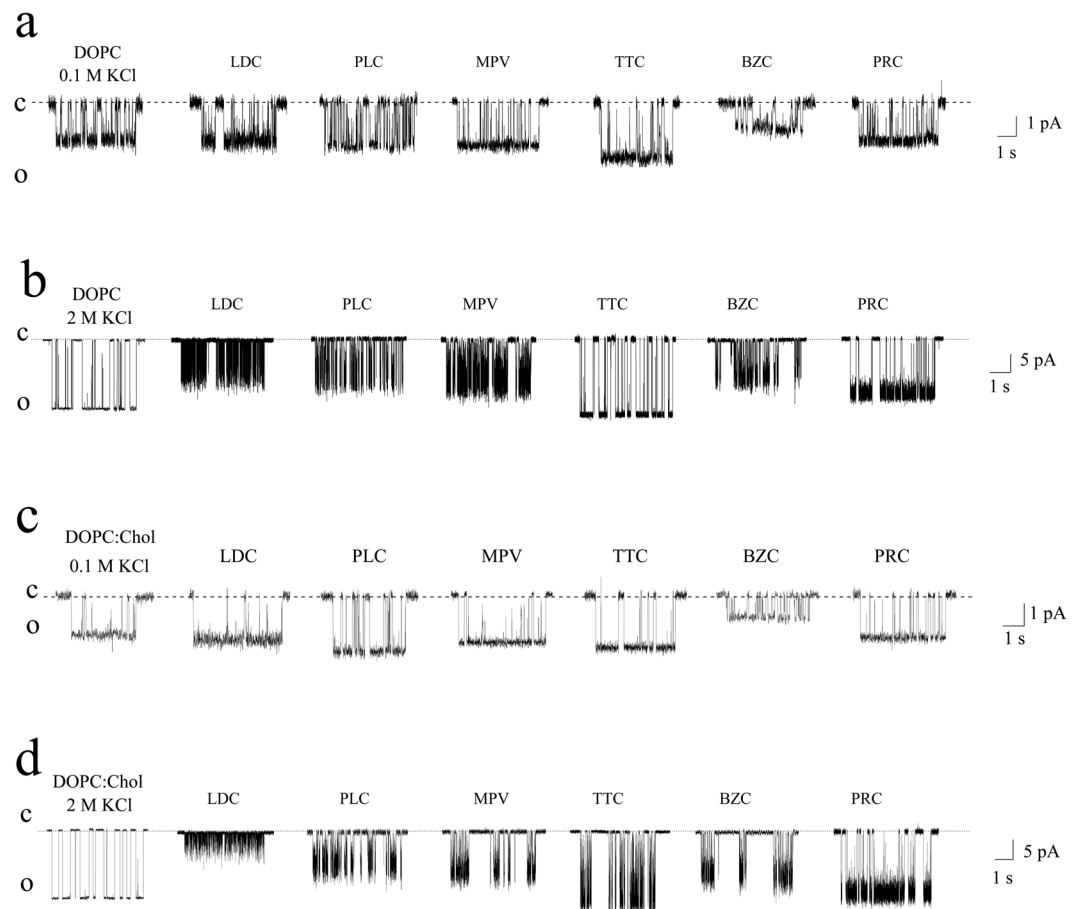 a
DOPC
0.1 M KCl
LDC PLC MPV TTC BZC PRC
c
o
1 pA
1 s
b
DOPC
2 M KCl
LDC PLC MPV TTC BZC PRC
c
o
5 pA
1 s
c
DOPC:Chol
0.1 M KCl
LDC PLC MPV TTC BZC PRC
c
o
1 pA
1 s
d
DOPC:Chol
2 M KCl
LDC PLC MPV TTC BZC PRC
c
o
5 pA
1 s